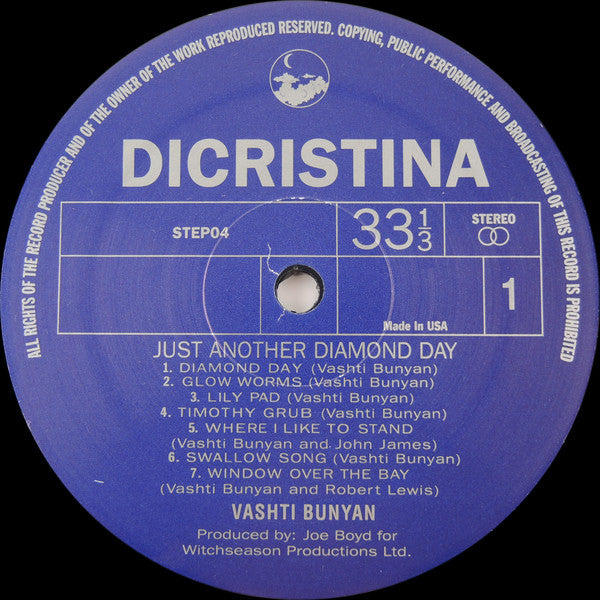 ALL RIGHTS OF THE RECORD PRODUCER AND OF THE OWNER OF THE WORK REPRODUCED RESERVED. COPYING, PUBLIC PERFORMANCE AND BROADCASTING OF THIS RECORD IS PROHIBITED
DICRISTINA
STEP04
33 1/3
STEREO
1
Made in USA
JUST ANOTHER DIAMOND DAY
1. DIAMOND DAY (Vashti Bunyan)
2. GLOW WORMS (Vashti Bunyan)
3. LILY PAD (Vashti Bunyan)
4. TIMOTHY GRUB (Vashti Bunyan)
5. WHERE I LIKE TO STAND
(Vashti Bunyan and John James)
6. SWALLOW SONG (Vashti Bunyan)
7. WINDOW OVER THE BAY
(Vashti Bunyan and Robert Lewis)
VASHTI BUNYAN
Produced by: Joe Boyd for
Witchseason Productions Ltd.